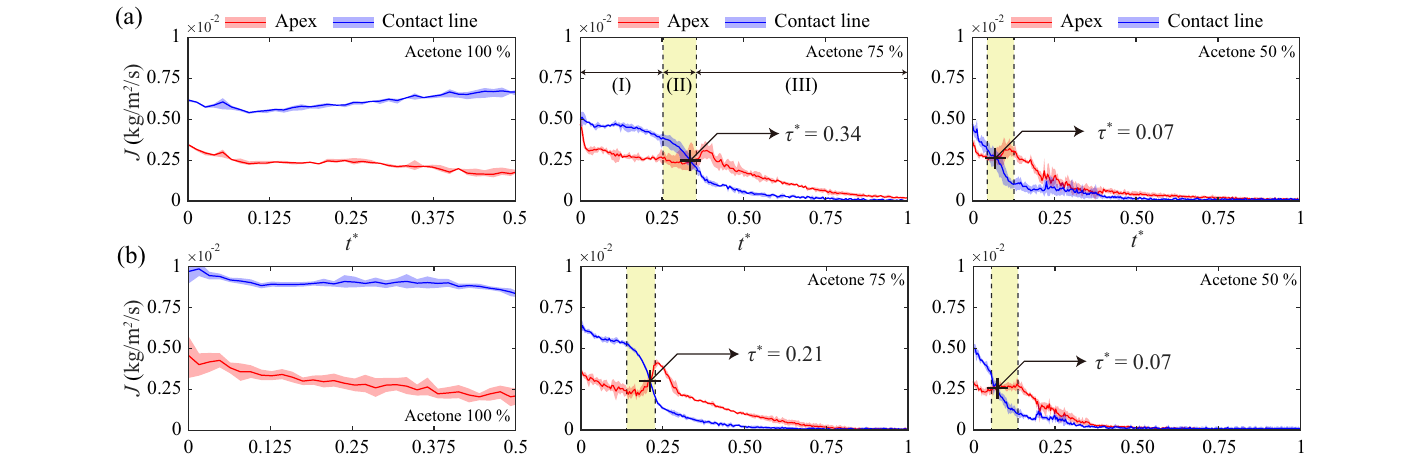 (a)
Apex Contact line
Apex Contact line
Apex Contact line
×10⁻²
×10⁻²
×10⁻²
1
0.75
0.50
0.25
0
J (kg/m²/s)
Acetone 100 %
0 0.125 0.25 0.375 0.5
t*
1
0.75
0.50
0.25
0
Acetone 75 %
(I) (II) (III)
τ* = 0.34
0 0.25 0.50 0.75 1
t*
1
0.75
0.50
0.25
0
Acetone 50 %
τ* = 0.07
0 0.25 0.50 0.75 1
t*
(b)
×10⁻²
×10⁻²
×10⁻²
1
0.75
0.50
0.25
0
J (kg/m²/s)
Acetone 100 %
0 0.125 0.25 0.375 0.5
1
0.75
0.50
0.25
0
Acetone 75 %
τ* = 0.21
0 0.25 0.50 0.75 1
1
0.75
0.50
0.25
0
Acetone 50 %
τ* = 0.07
0 0.25 0.50 0.75 1